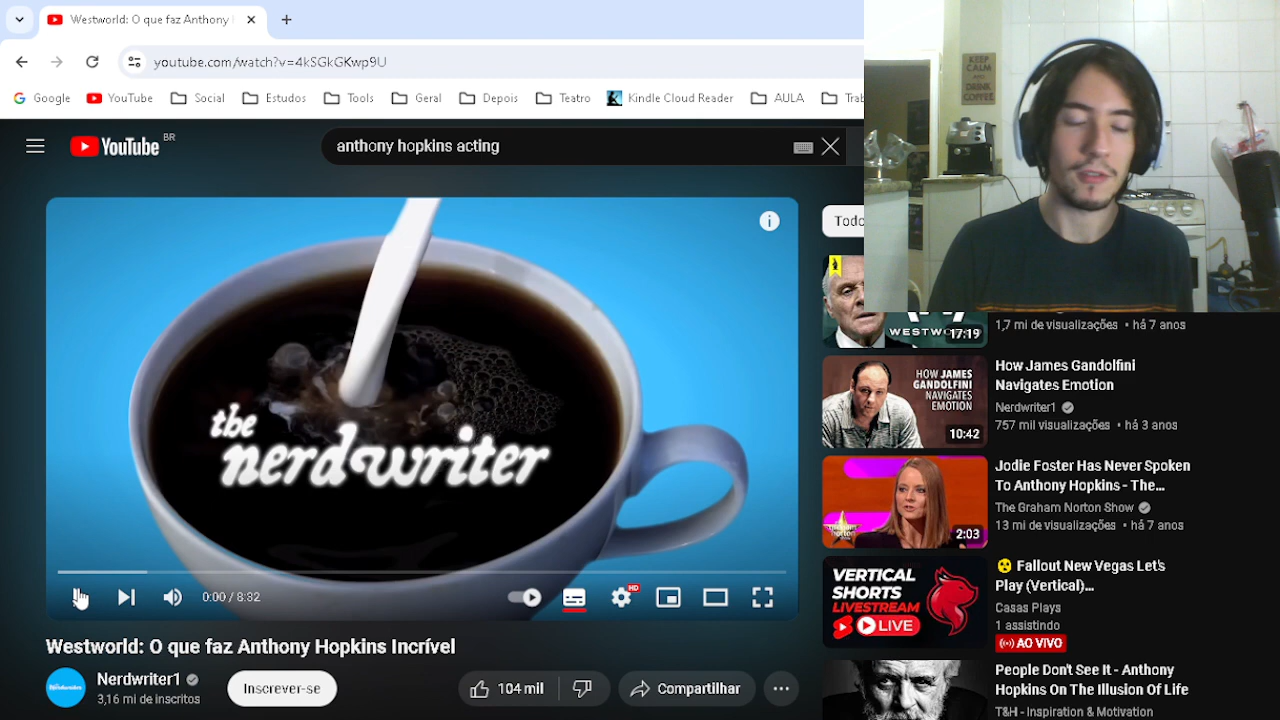 Westworld: O que faz Anthony
youtube.com/watch?v=4kSGkGKwp9U
Google
YouTube
Social
Tools
Depois
Teatro
Kindle Cloud Reader
AULA
KEEP
CALM
AND
DRINK
COFFEE
YouTube BR
anthony hopkins acting
Todo
the
nerdwriter
0:00 / 8:32
HD
Westworld: O que faz Anthony Hopkins Incrível
Nerdwriter1
3,16 mi de inscritos
Inscrever-se
104 mil
Compartilhar
17:19
1,7 mi de visualizações • há 7 anos
HOW JAMES
GANDOLFINI
NAVIGATES
EMOTION
10:42
How James Gandolfini
Navigates Emotion
Nerdwriter1
757 mil visualizações • há 3 anos
2:03
Jodie Foster Has Never Spoken
To Anthony Hopkins - The...
The Graham Norton Show
13 mi de visualizações • há 7 anos
VERTICAL
SHORTS
LIVESTREAM
LIVE
Fallout New Vegas Let's
Play (Vertical)...
Casas Plays
1 assistindo
AO VIVO
People Don't See It - Anthony
Hopkins On The Illusion Of Life
T&H - Inspiration & Motivation